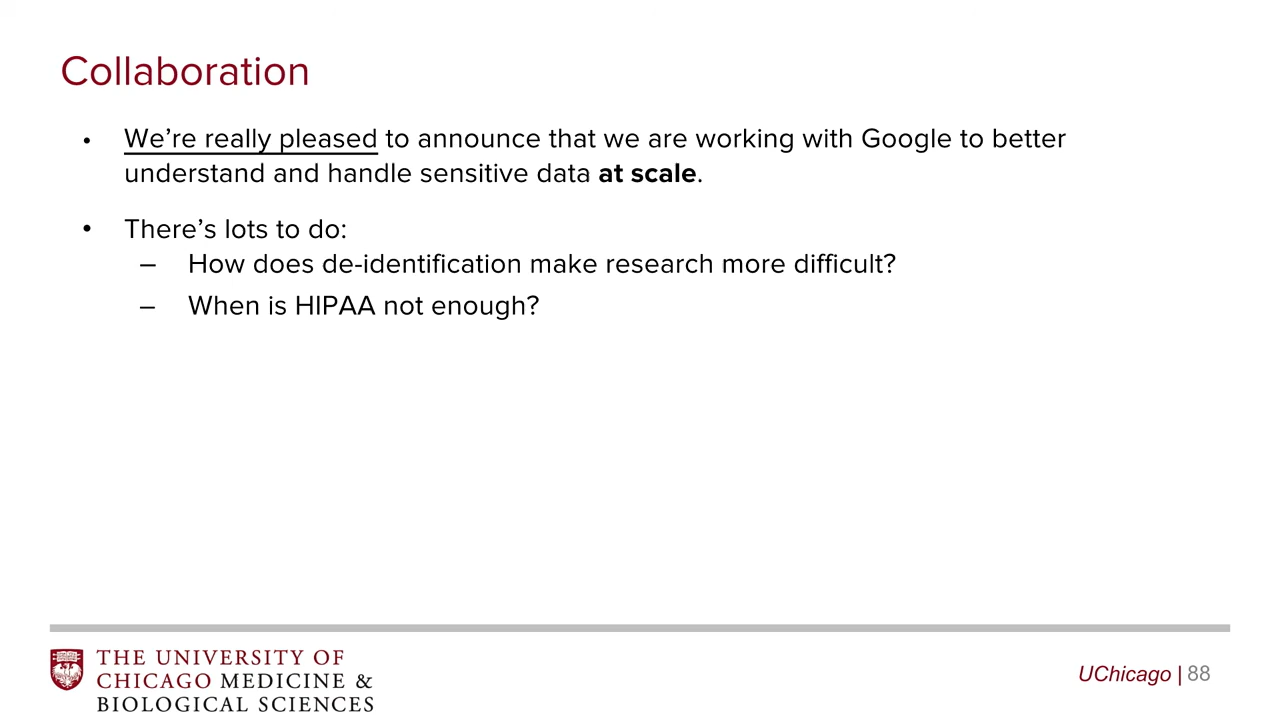 Collaboration
• We’re really pleased to announce that we are working with Google to better
understand and handle sensitive data at scale.
• There’s lots to do:
– How does de-identification make research more difficult?
– When is HIPAA not enough?
THE UNIVERSITY OF
CHICAGO MEDICINE &
BIOLOGICAL SCIENCES
UChicago | 88